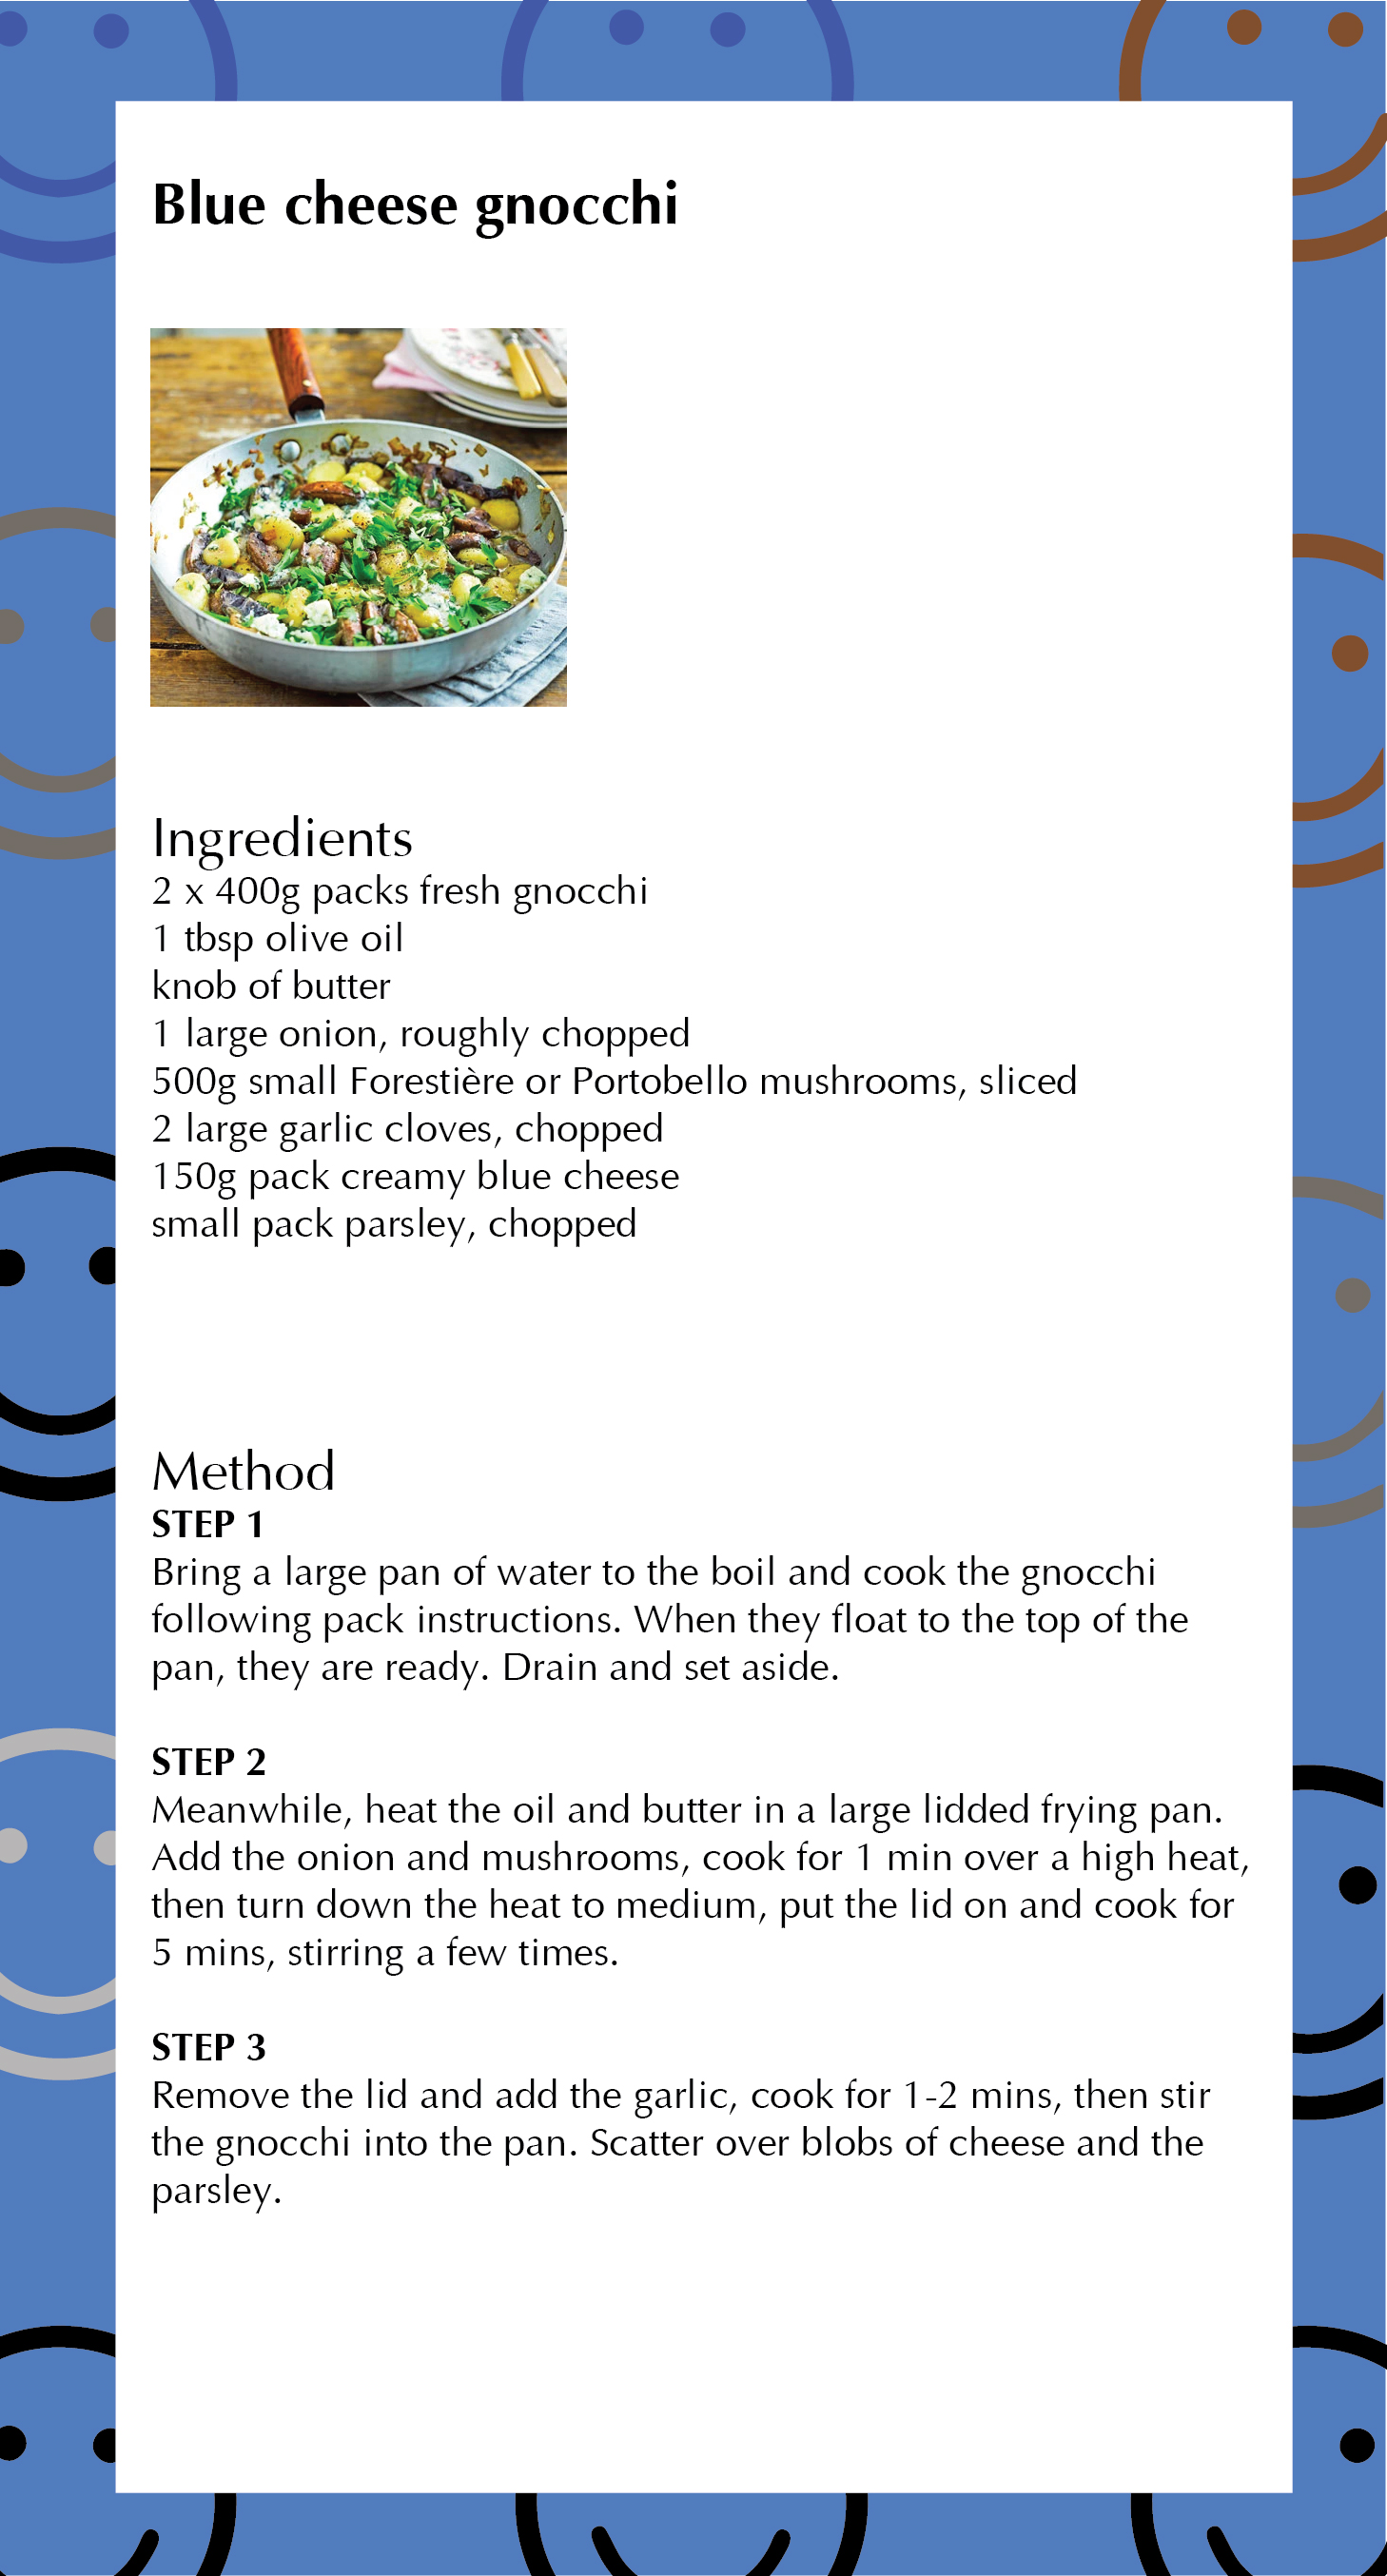 Blue cheese gnocchi
Ingredients
2 x 400g packs fresh gnocchi
1 tbsp olive oil
knob of butter
1 large onion, roughly chopped
500g small Forestière or Portobello mushrooms, sliced
2 large garlic cloves, chopped
150g pack creamy blue cheese
small pack parsley, chopped
Method
STEP 1
Bring a large pan of water to the boil and cook the gnocchi
following pack instructions. When they float to the top of the
pan, they are ready. Drain and set aside.
STEP 2
Meanwhile, heat the oil and butter in a large lidded frying pan.
Add the onion and mushrooms, cook for 1 min over a high heat,
then turn down the heat to medium, put the lid on and cook for
5 mins, stirring a few times.
STEP 3
Remove the lid and add the garlic, cook for 1-2 mins, then stir
the gnocchi into the pan. Scatter over blobs of cheese and the
parsley.